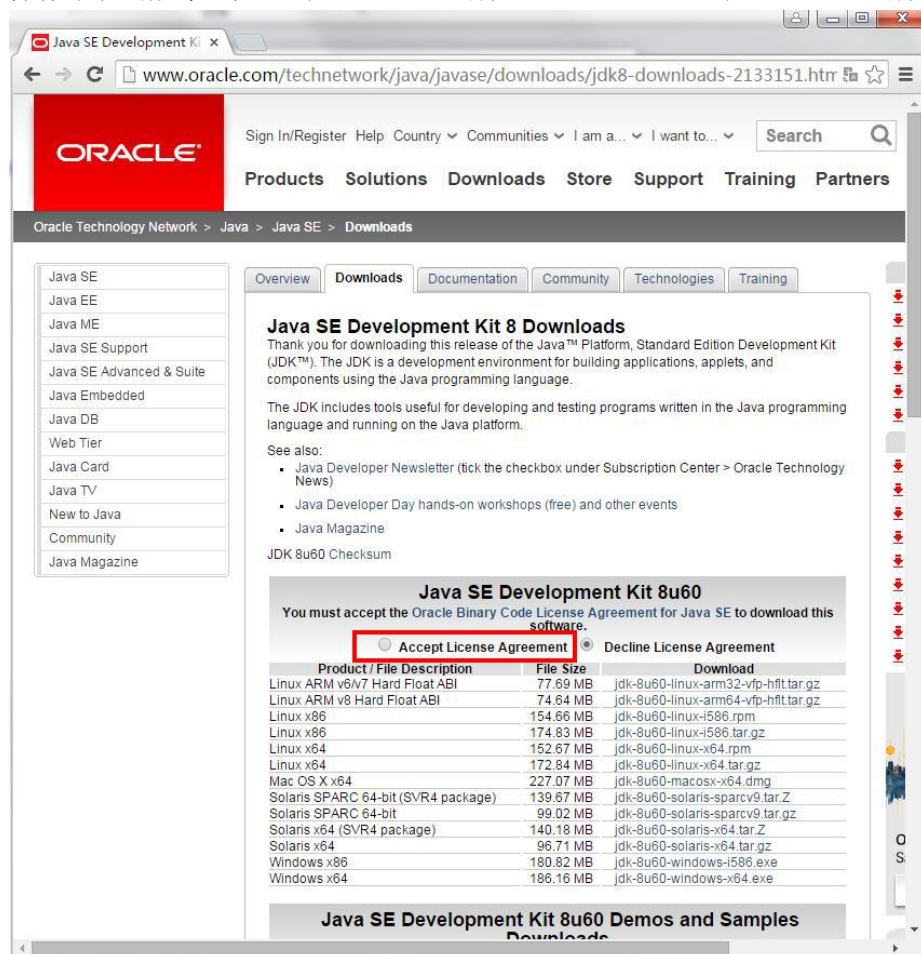 Java SE Development Ki
www.oracle.com/technetwork/java/javase/downloads/jdk8-downloads-2133151.htm
ORACLE
Sign In/Register Help Country Communities I am a... I want to... Search
Products Solutions Downloads Store Support Training Partners
Oracle Technology Network > Java > Java SE > Downloads
Java SE
Java EE
Java ME
Java SE Support
Java SE Advanced & Suite
Java Embedded
Java DB
Web Tier
Java Card
Java TV
New to Java
Community
Java Magazine
Overview Downloads Documentation Community Technologies Training
Java SE Development Kit 8 Downloads
Thank you for downloading this release of the Java™ Platform, Standard Edition Development Kit
(JDK™). The JDK is a development environment for building applications, applets, and
components using the Java programming language.
The JDK includes tools useful for developing and testing programs written in the Java programming
language and running on the Java platform.
See also:
Java Developer Newsletter (tick the checkbox under Subscription Center > Oracle Technology
News)
Java Developer Day hands-on workshops (free) and other events
Java Magazine
JDK 8u60 Checksum
Java SE Development Kit 8u60
You must accept the Oracle Binary Code License Agreement for Java SE to download this
software.
Accept License Agreement Decline License Agreement
Product / File Description File Size Download
Linux ARM v6/v7 Hard Float ABI 77.69 MB jdk-8u60-linux-arm32-vfp-hflt.tar.gz
Linux ARM v8 Hard Float ABI 74.64 MB jdk-8u60-linux-arm64-vfp-hflt.tar.gz
Linux x86 154.66 MB jdk-8u60-linux-i586.rpm
Linux x86 174.83 MB jdk-8u60-linux-i586.tar.gz
Linux x64 152.67 MB jdk-8u60-linux-x64.rpm
Linux x64 172.84 MB jdk-8u60-linux-x64.tar.gz
Mac OS X x64 227.07 MB jdk-8u60-macosx-x64.dmg
Solaris SPARC 64-bit (SVR4 package) 139.67 MB jdk-8u60-solaris-sparcv9.tar.Z
Solaris SPARC 64-bit 99.02 MB jdk-8u60-solaris-sparcv9.tar.gz
Solaris x64 (SVR4 package) 140.18 MB jdk-8u60-solaris-x64.tar.Z
Solaris x64 96.71 MB jdk-8u60-solaris-x64.tar.gz
Windows x86 180.82 MB jdk-8u60-windows-i586.exe
Windows x64 186.16 MB jdk-8u60-windows-x64.exe
Java SE Development Kit 8u60 Demos and Samples
Downloads